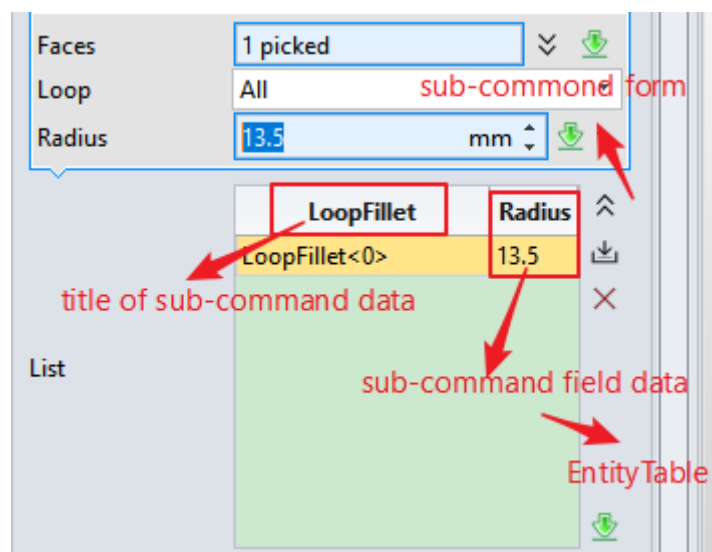 Faces 1 picked
Loop All
sub-commond form
Radius 13.5 mm
LoopFillet Radius
LoopFillet<0> 13.5
title of sub-command data
List
sub-command field data
EntityTable